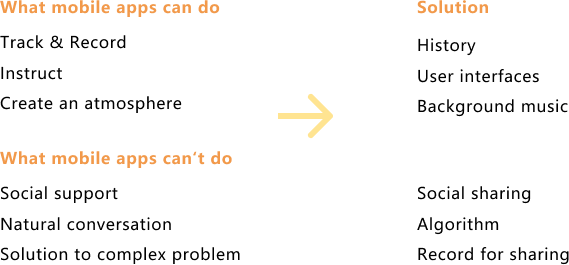 What mobile apps can do
Track & Record
Instruct
Create an atmosphere
What mobile apps can't do
Social support
Natural conversation
Solution to complex problem
Solution
History
User interfaces
Background music
Social sharing
Algorithm
Record for sharing